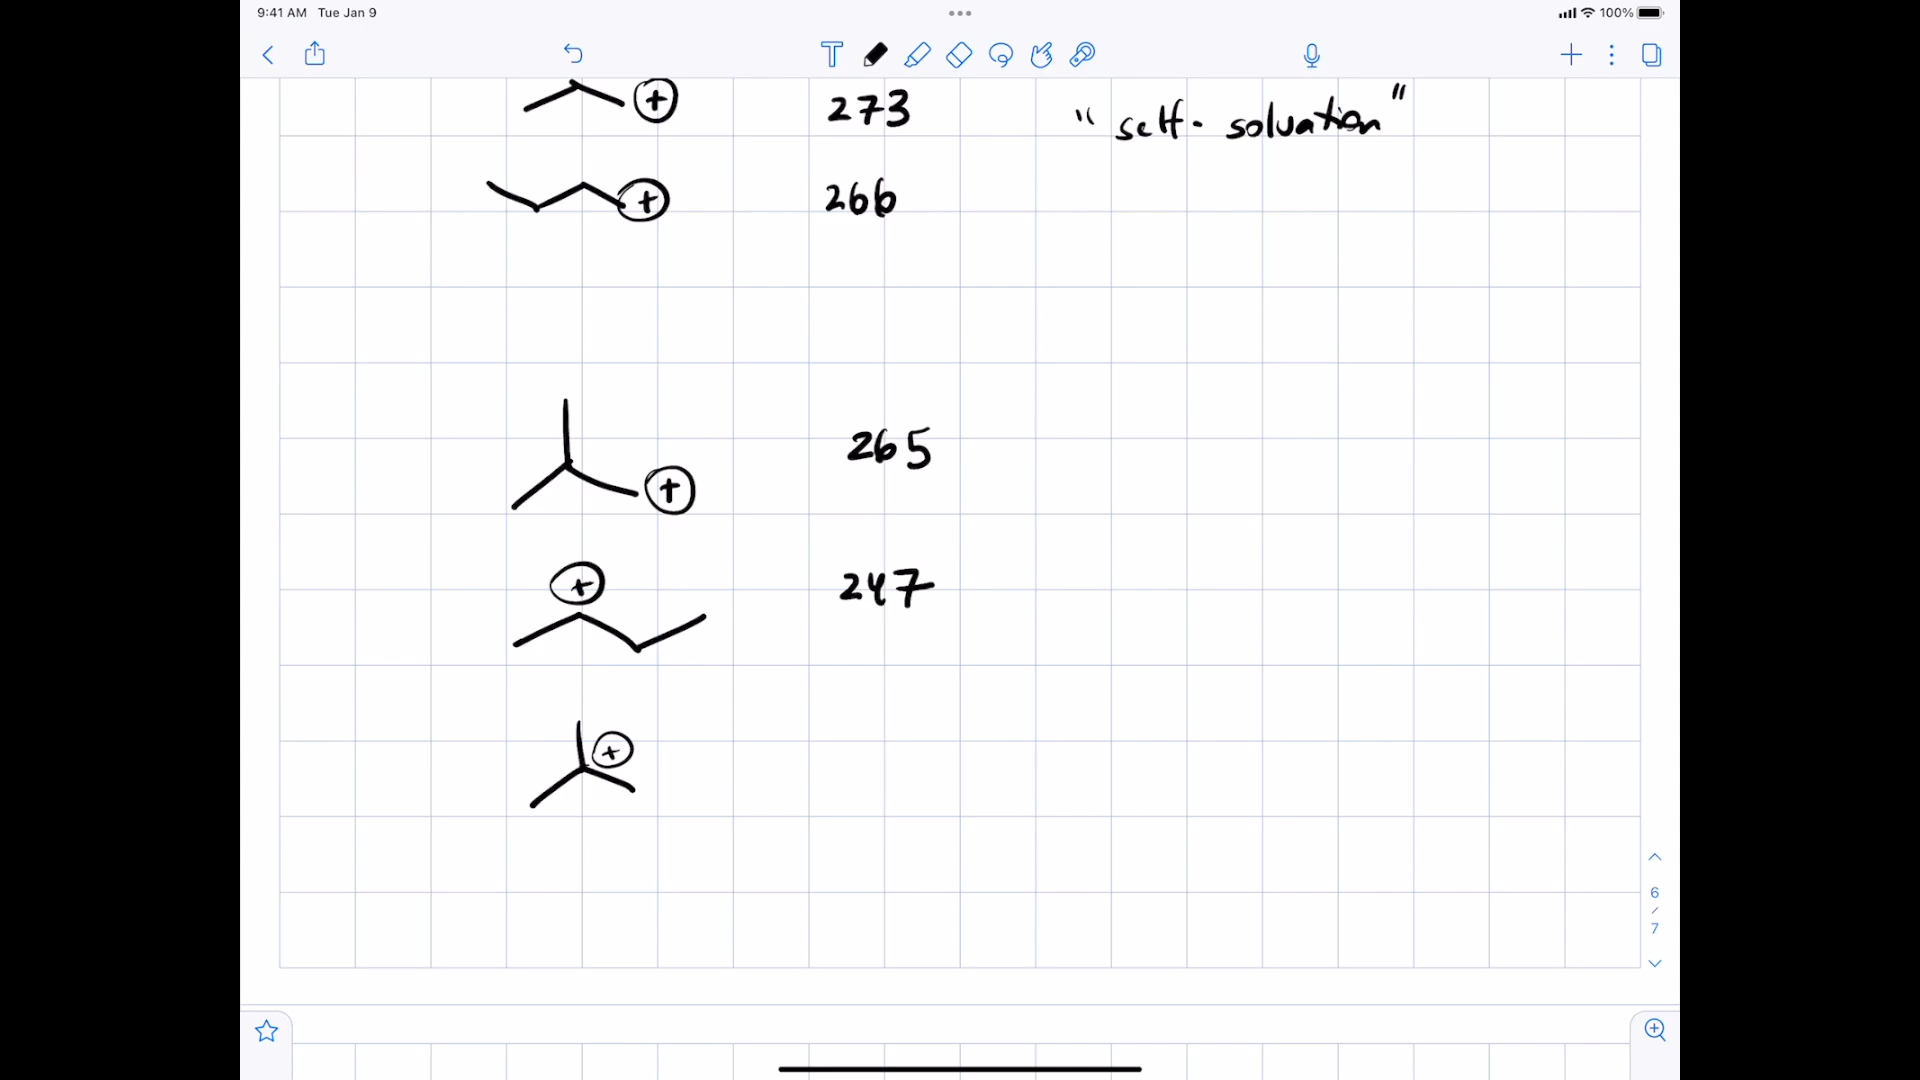 9:41 AM Tue Jan 9
100%
T
+ 273 " self- solvation "
+ 266
+ 265
+ 247
+
6
/
7